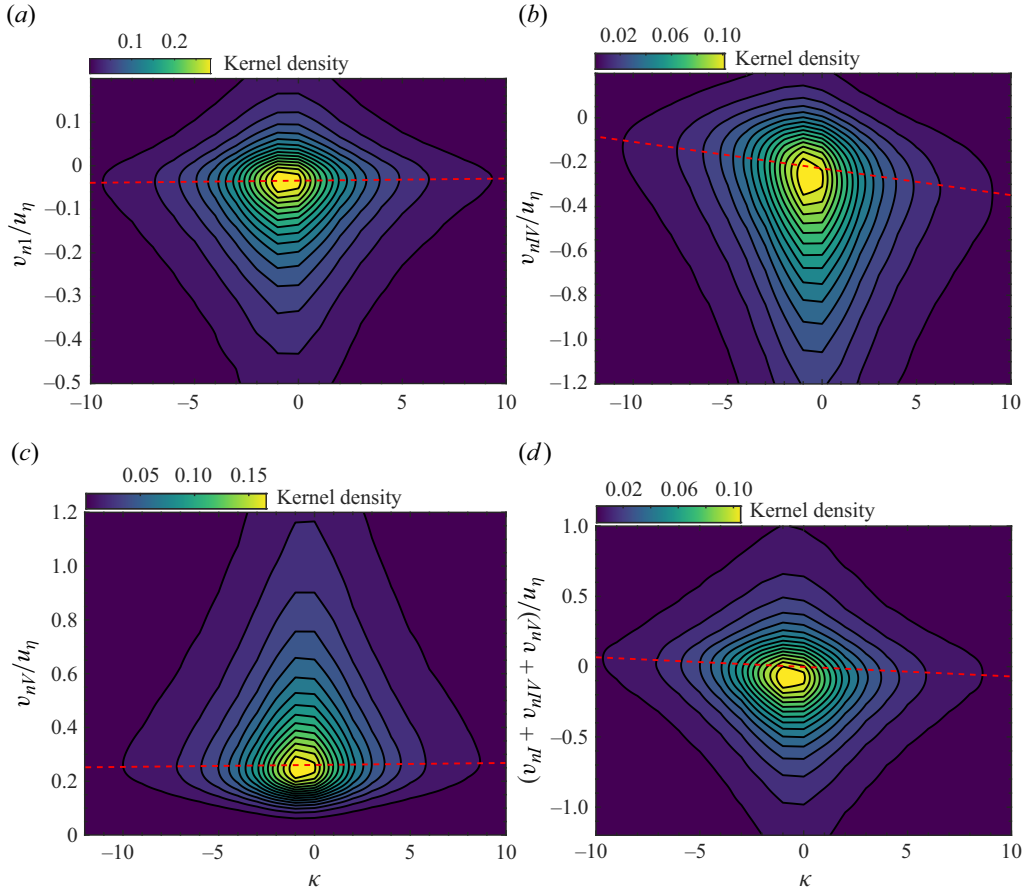 (a)
0.1 0.2
Kernel density
0.1
0
–0.1
–0.2
–0.3
–0.4
–0.5
v_{n1}/u_η
–10 –5 0 5 10
(b)
0.02 0.06 0.10
Kernel density
0
–0.2
–0.4
–0.6
–0.8
–1.0
–1.2
v_{nIV}/u_η
–10 –5 0 5 10
(c)
0.05 0.10 0.15
Kernel density
1.2
1.0
0.8
0.6
0.4
0.2
0
v_{nV}/u_η
–10 –5 0 5 10
κ
(d)
0.02 0.06 0.10
Kernel density
1.0
0.5
0
–0.5
–1.0
(v_{nI} + v_{nIV} + v_{nV})/u_η
–10 –5 0 5 10
κ